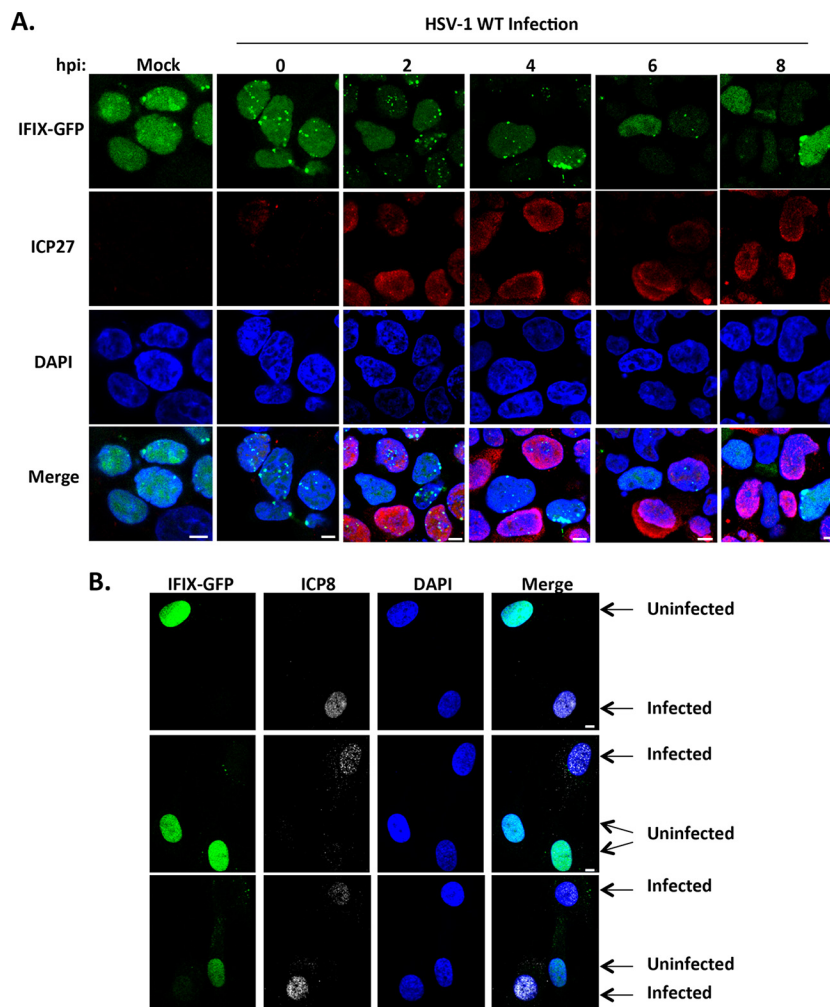 A.
HSV-1 WT Infection
hpi: Mock 0 2 4 6 8
IFIX-GFP
ICP27
DAPI
Merge
B.
IFIX-GFP ICP8 DAPI Merge
Uninfected
Infected
Infected
Uninfected
Infected
Uninfected
Infected